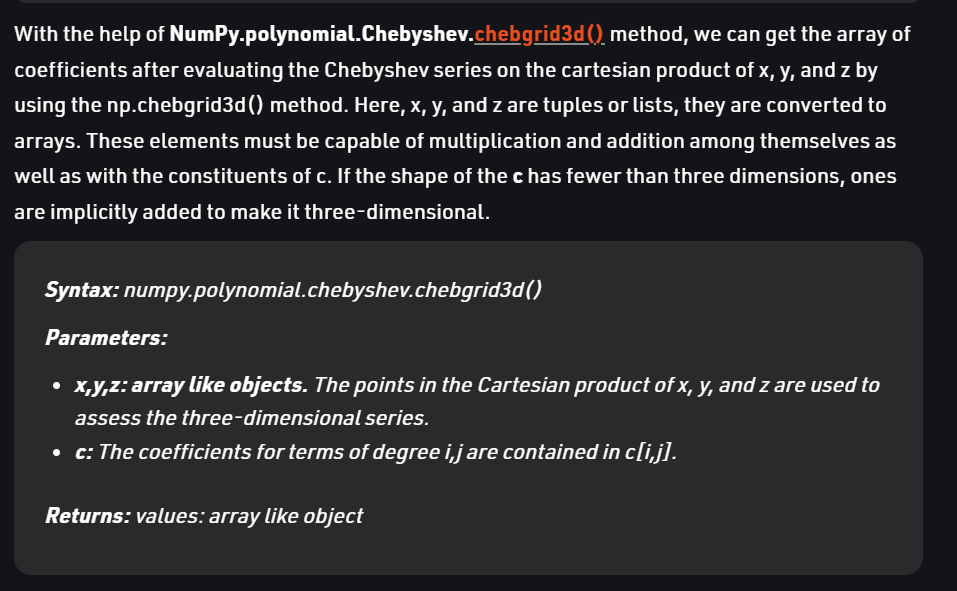 With the help of NumPy.polynomial.Chebyshev.chebgrid3d() method, we can get the array of
coefficients after evaluating the Chebyshev series on the cartesian product of x, y, and z by
using the np.chebgrid3d() method. Here, x, y, and z are tuples or lists, they are converted to
arrays. These elements must be capable of multiplication and addition among themselves as
well as with the constituents of c. If the shape of the c has fewer than three dimensions, ones
are implicitly added to make it three-dimensional.
Syntax: numpy.polynomial.chebyshev.chebgrid3d()
Parameters:
• x,y,z: array like objects. The points in the Cartesian product of x, y, and z are used to
assess the three-dimensional series.
• c: The coefficients for terms of degree i,j are contained in c[i,j].
Returns: values: array like object